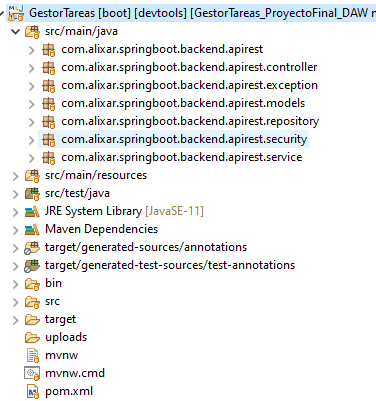 GestorTareas [boot] [devtools] [GestorTareas_ProyectoFinal_DAW
src/main/java
com.alixar.springboot.backend.apirest
com.alixar.springboot.backend.apirest.controller
com.alixar.springboot.backend.apirest.exception
com.alixar.springboot.backend.apirest.models
com.alixar.springboot.backend.apirest.repository
com.alixar.springboot.backend.apirest.security
com.alixar.springboot.backend.apirest.service
src/main/resources
src/test/java
JRE System Library [JavaSE-11]
Maven Dependencies
target/generated-sources/annotations
target/generated-test-sources/test-annotations
bin
src
target
uploads
mvnw
mvnw.cmd
pom.xml